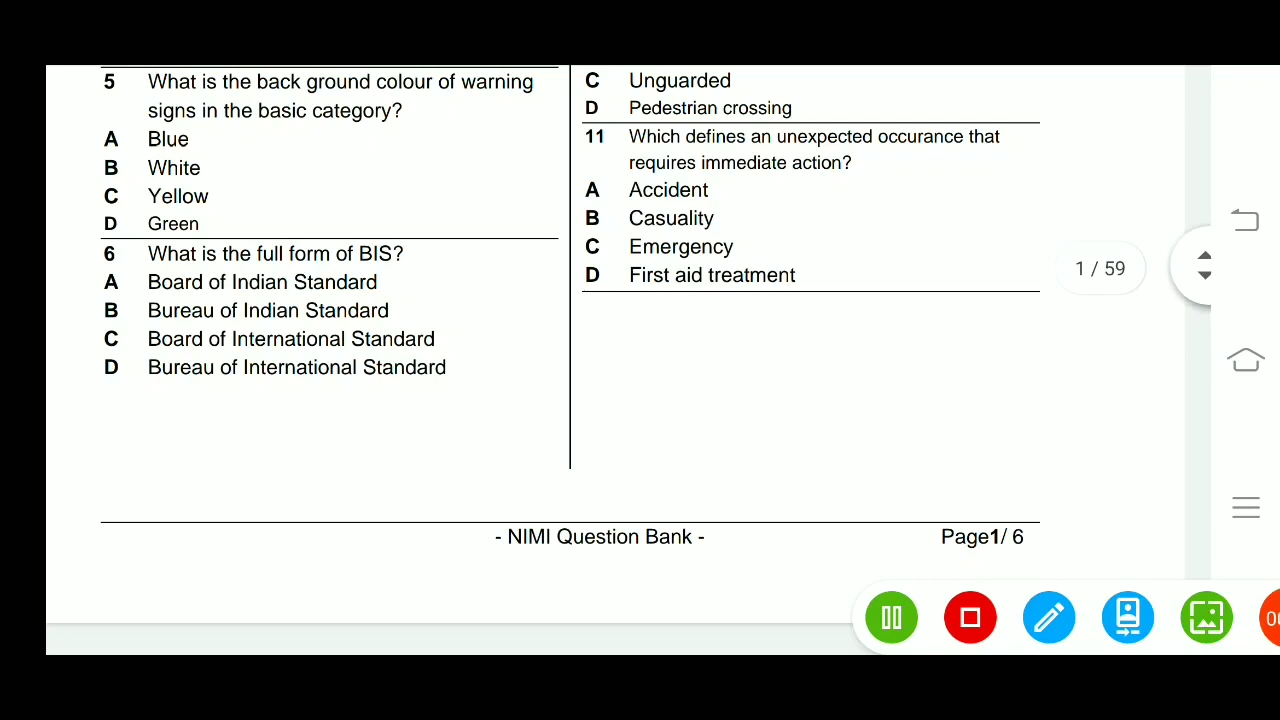 5 What is the back ground colour of warning
signs in the basic category?
A Blue
B White
C Yellow
D Green
6 What is the full form of BIS?
A Board of Indian Standard
B Bureau of Indian Standard
C Board of International Standard
D Bureau of International Standard
C Unguarded
D Pedestrian crossing
11 Which defines an unexpected occurance that
requires immediate action?
A Accident
B Casuality
C Emergency
D First aid treatment
1 / 59
- NIMI Question Bank -
Page1/ 6